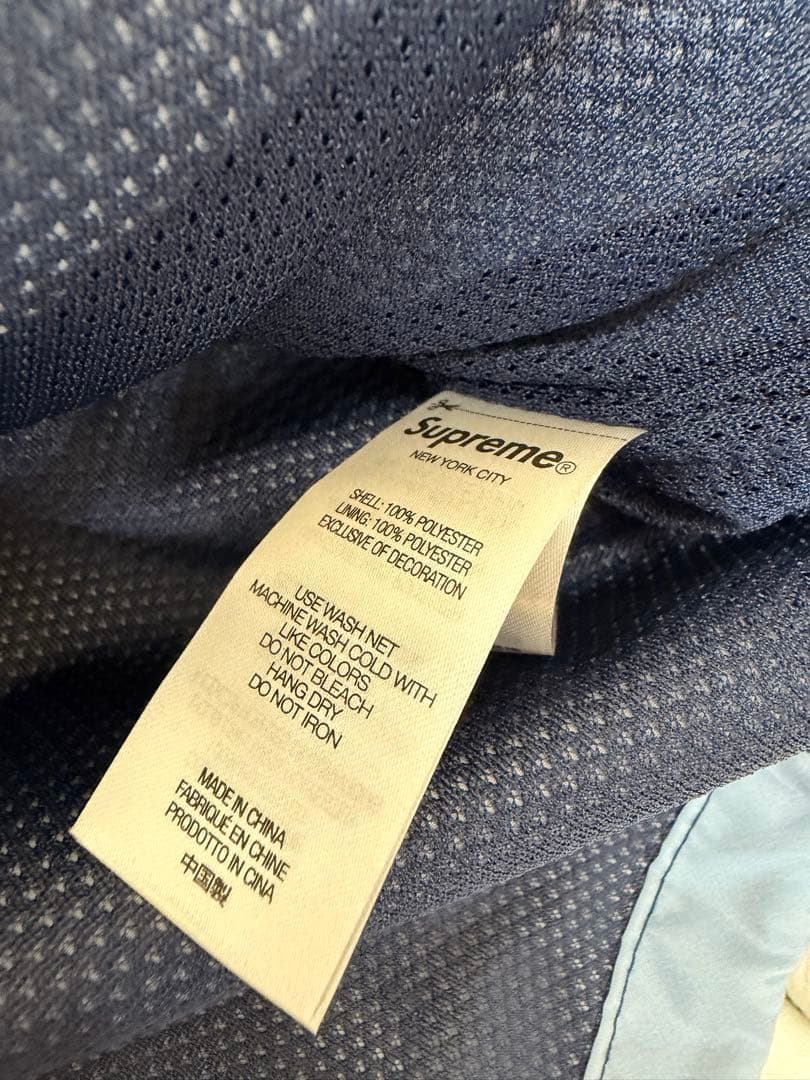 Supreme®
NEW YORK CITY
SHELL: 100% POLYESTER
LINING: 100% POLYESTER
EXCLUSIVE OF DECORATION
USE WASH NET
MACHINE WASH COLD WITH
LIKE COLORS
DO NOT BLEACH
HANG DRY
DO NOT IRON
MADE IN CHINA
FABRIQUÉ EN CHINE
PRODOTTO IN CINA
中国製